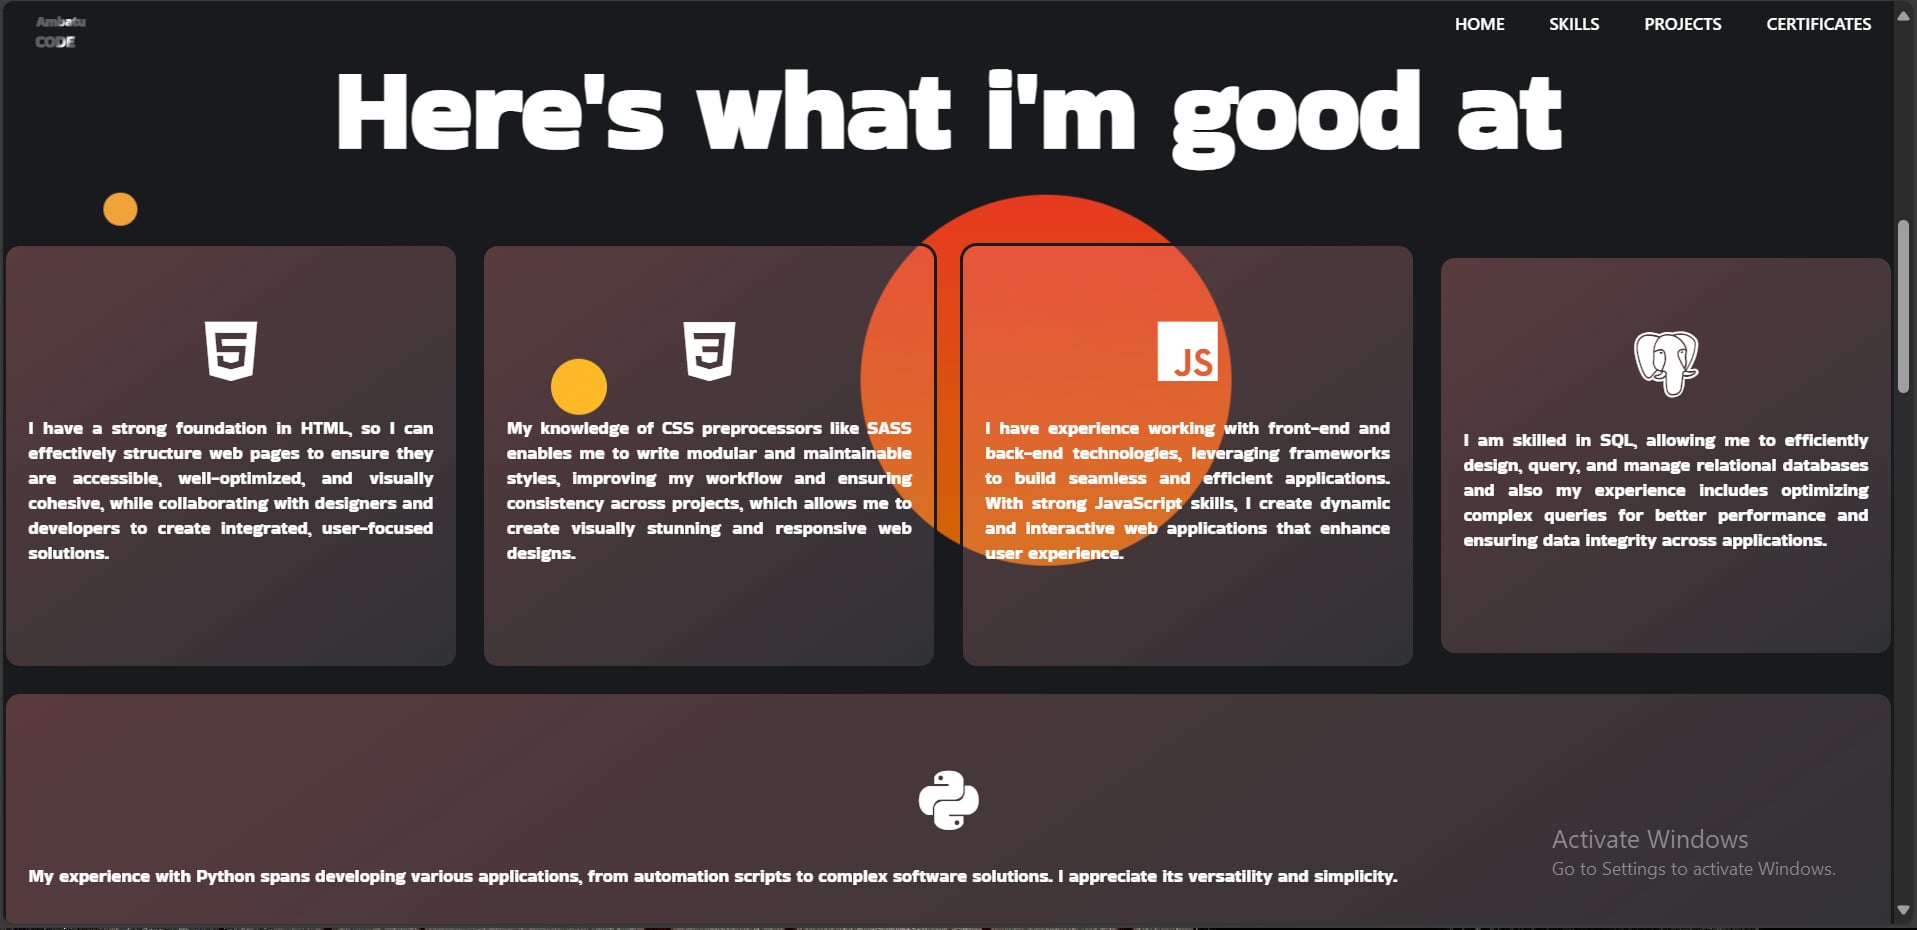 Ambatu
CODE
HOME SKILLS PROJECTS CERTIFICATES
Here's what i'm good at
5
I have a strong foundation in HTML, so I can
effectively structure web pages to ensure they
are accessible, well-optimized, and visually
cohesive, while collaborating with designers and
developers to create integrated, user-focused
solutions.
3
My knowledge of CSS preprocessors like SASS
enables me to write modular and maintainable
styles, improving my workflow and ensuring
consistency across projects, which allows me to
create visually stunning and responsive web
designs.
JS
I have experience working with front-end and
back-end technologies, leveraging frameworks
to build seamless and efficient applications.
With strong JavaScript skills, I create dynamic
and interactive web applications that enhance
user experience.
I am skilled in SQL, allowing me to efficiently
design, query, and manage relational databases
and also my experience includes optimizing
complex queries for better performance and
ensuring data integrity across applications.
My experience with Python spans developing various applications, from automation scripts to complex software solutions. I appreciate its versatility and simplicity.
Activate Windows
Go to Settings to activate Windows.